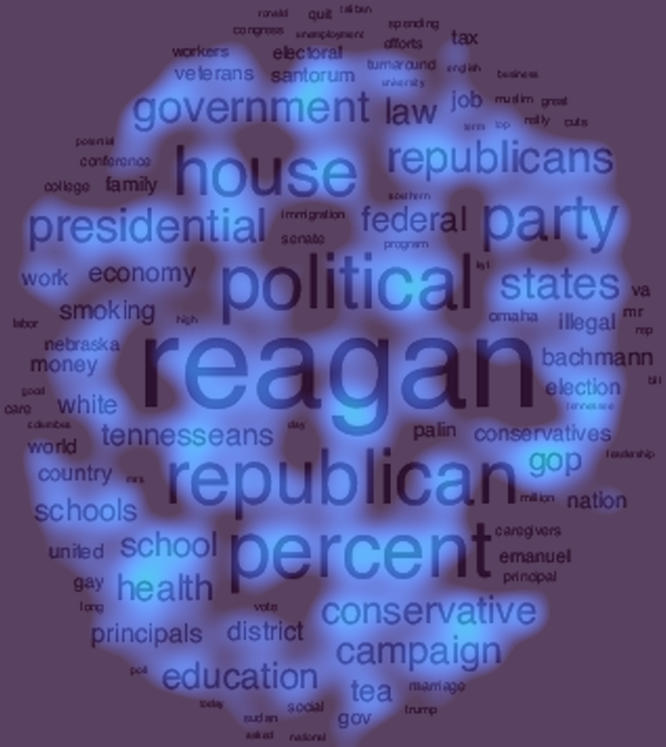 ronald quit taliban
congress unemployment spending
workers electoral efforts tax
veterans santorum turnaround english business
university
government law job muslim great
term top really cuts
potential
conference house republicans
college family southern
presidential immigration federal party
senate program
work economy political kyl states va
smoking omaha illegal mr
labor high nsp
nebraska reagan bachmann
money election bill
good white tennessee
care
columbus tennesseans day palin conservatives
world gop leadership
country mrs republican million nation
schools
school percent caregivers
united emanuel
gay health principal
long vote conservative
principals district campaign
poll education tea marriage
today social gov trump
sudan
asked national